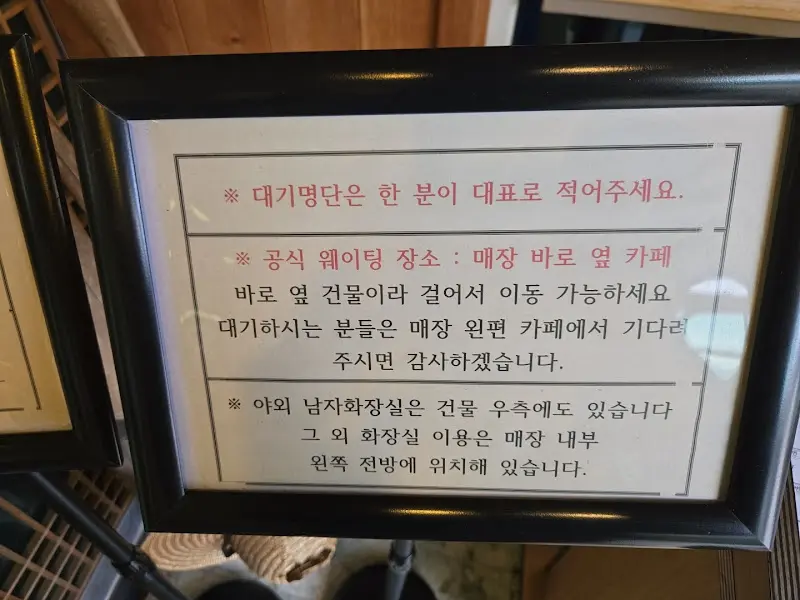 ※ 대기명단은 한 분이 대표로 적어주세요.
※ 공식 웨이팅 장소 : 매장 바로 옆 카페
바로 옆 건물이라 걸어서 이동 가능하세요
대기하시는 분들은 매장 왼편 카페에서 기다려
주시면 감사하겠습니다.
※ 야외 남자화장실은 건물 우측에도 있습니다
그 외 화장실 이용은 매장 내부
왼쪽 전방에 위치해 있습니다.